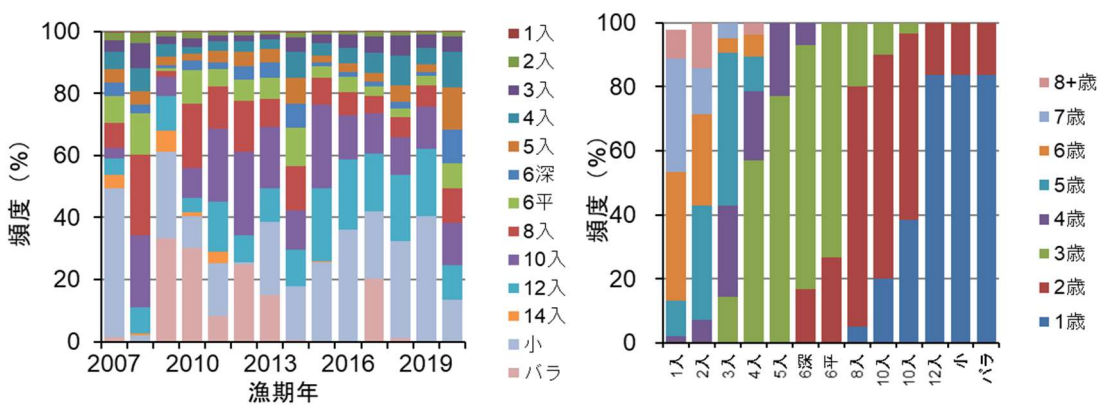 100
80
60
40
20
0
頻度 (%)
2007 2010 2013 2016 2019
漁期年
1入
2入
3入
4入
5入
6深
6平
8入
10入
12入
14入
小
バラ
100
80
60
40
20
0
頻度 (%)
1入 2入 3入 4入 5入 6深 6平 8入 10入 10入 12入 小 バラ
8+歳
7歳
6歳
5歳
4歳
3歳
2歳
1歳